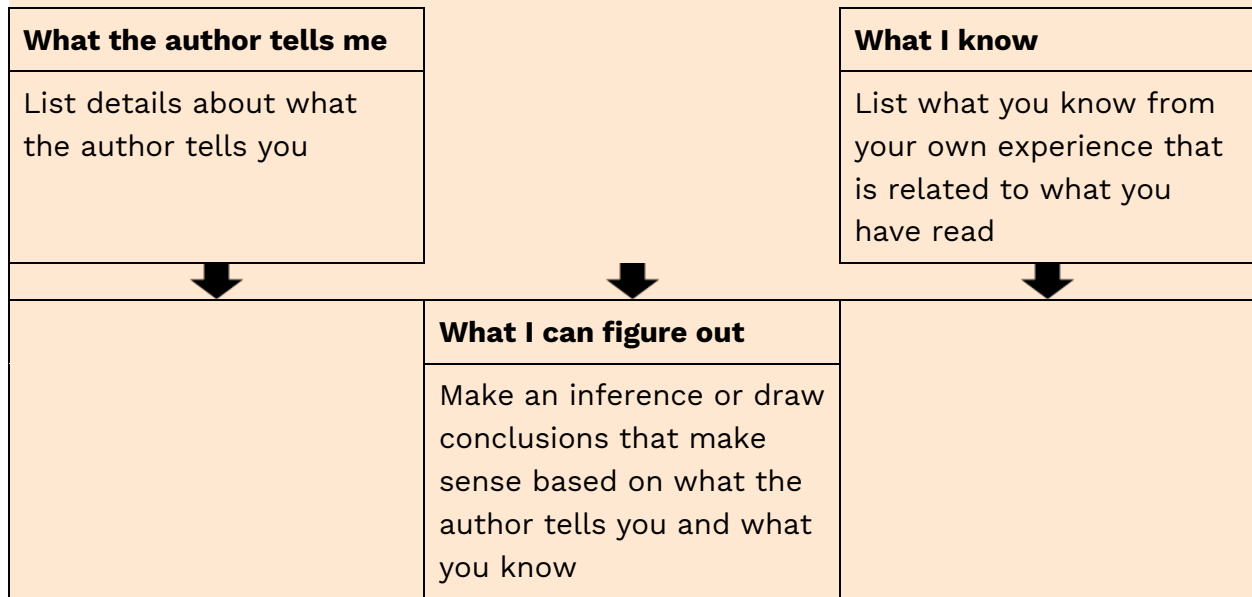 What the author tells me
List details about what
the author tells you
What I know
List what you know from
your own experience that
is related to what you
have read
What I can figure out
Make an inference or draw
conclusions that make
sense based on what the
author tells you and what
you know